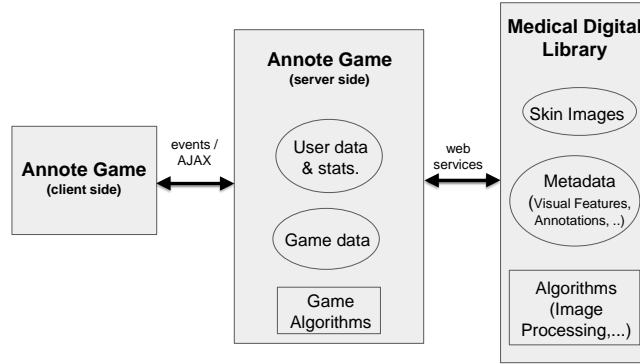 Annote Game
(client side)
events /
AJAX
Annote Game
(server side)
User data
& stats.
Game data
Game
Algorithms
web
services
Medical Digital
Library
Skin Images
Metadata
(Visual Features,
Annotations, ..)
Algorithms
(Image
Processing,...)